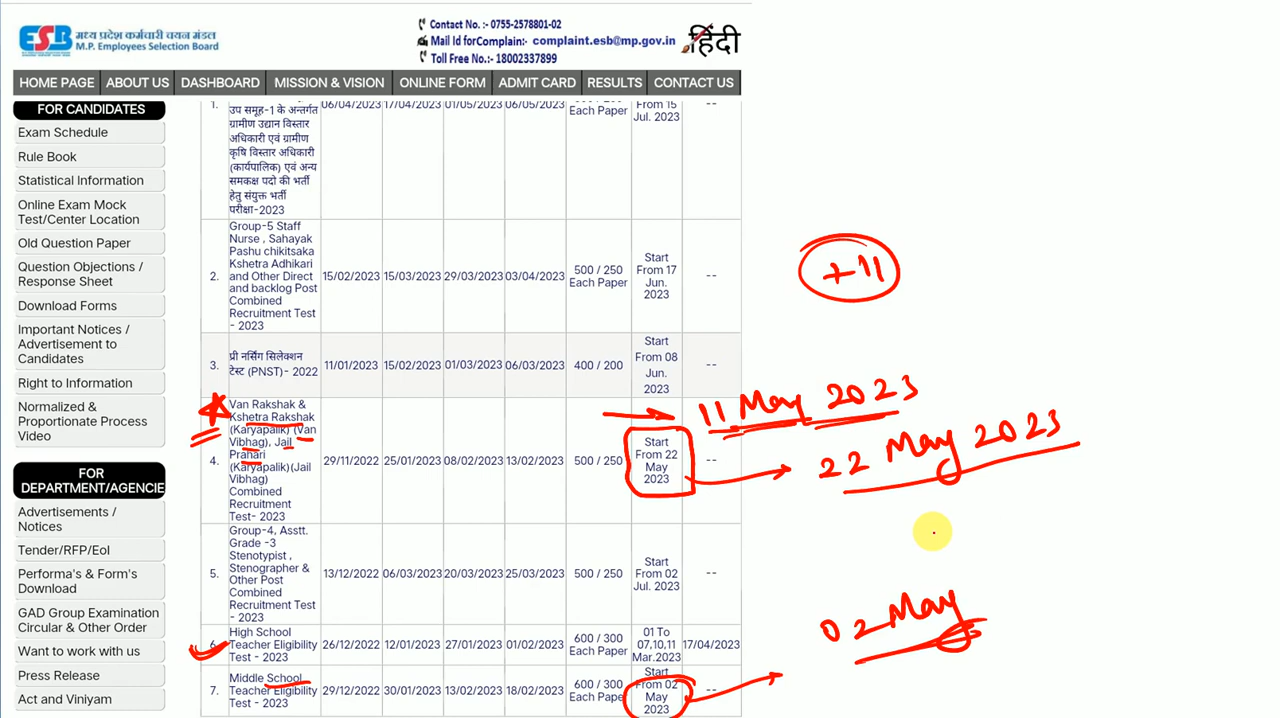 Contact No. :- 0755-2578801-02
ESB मध्य प्रदेश कर्मचारी चयन मंडल
M.P. Employees Selection Board
Mail Id forComplain:- complaint.esb@mp.gov.in
हिंदी
Toll Free No.:- 18002337899
HOME PAGE ABOUT US DASHBOARD MISSION & VISION ONLINE FORM ADMIT CARD RESULTS CONTACT US
FOR CANDIDATES
Exam Schedule
Rule Book
Statistical Information
Online Exam Mock
Test/Center Location
Old Question Paper
Question Objections /
Response Sheet
Download Forms
Important Notices /
Advertisement to
Candidates
Right to Information
Normalized &
Proportionate Process
Video
FOR
DEPARTMENT/AGENCIE
Advertisements /
Notices
Tender/RFP/EoI
Performa's & Form's
Download
GAD Group Examination
Circular & Other Order
Want to work with us
Press Release
Act and Viniyam
1. 06/04/2023 17/04/2023 01/05/2023 06/05/2023
Each Paper
From 15
Jul. 2023
--
उप समूह-1 के अन्तर्गत
ग्रामीण उद्यान विस्तार
अधिकारी एवं ग्रामीण
कृषि विस्तार अधिकारी
(कार्यपालिक) एवं अन्य
समकक्ष पदो की भर्ती
हेतु संयुक्त भर्ती
परीक्षा-2023
2.
Group-5 Staff
Nurse , Sahayak
Pashu chikitsaka
Kshetra Adhikari
and Other Direct
and backlog Post
Combined
Recruitment Test
- 2023
15/02/2023 15/03/2023 29/03/2023 03/04/2023
500 / 250
Each Paper
Start
From 17
Jun.
2023
--
3.
प्री नर्सिंग सिलेक्शन
टेस्ट (PNST)- 2022
11/01/2023 15/02/2023 01/03/2023 06/03/2023 400 / 200
Start
From 08
Jun.
2023
--
4.
Van Rakshak &
Kshetra Rakshak
(Karyapalik) (Van
Vibhag), Jail
Prahari
(Karyapalik)(Jail
Vibhag)
Combined
Recruitment
Test- 2023
29/11/2022 25/01/2023 08/02/2023 13/02/2023 500 / 250
Start
From 22
May
2023
--
5.
Group-4, Asstt.
Grade -3
Stenotypist ,
Stenographer &
Other Post
Combined
Recruitment Test
- 2023
13/12/2022 06/03/2023 20/03/2023 25/03/2023 500 / 250
Start
From 02
Jul. 2023
--
6.
High School
Teacher Eligibility
Test - 2023
26/12/2022 12/01/2023 27/01/2023 01/02/2023
600 / 300
Each Paper
01 To
07,10,11
Mar.2023
17/04/2023
7.
Middle School
Teacher Eligibility
Test - 2023
29/12/2022 30/01/2023 13/02/2023 18/02/2023
600 / 300
Each Paper
Start
From 02
May
2023
--
+11
11 May 2023
22 May 2023
02 May